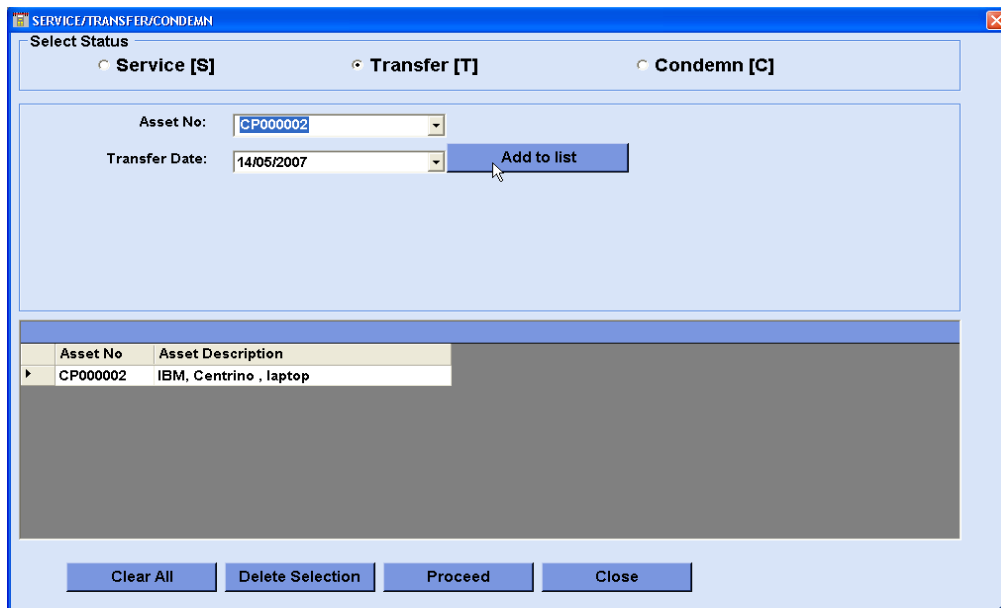 SERVICE/TRANSFER/CONDEMN
Select Status
Service [S] Transfer [T] Condemn [C]
Asset No: CP000002
Transfer Date: 14/05/2007 Add to list
Asset No Asset Description
CP000002 IBM, Centrino , laptop
Clear All Delete Selection Proceed Close